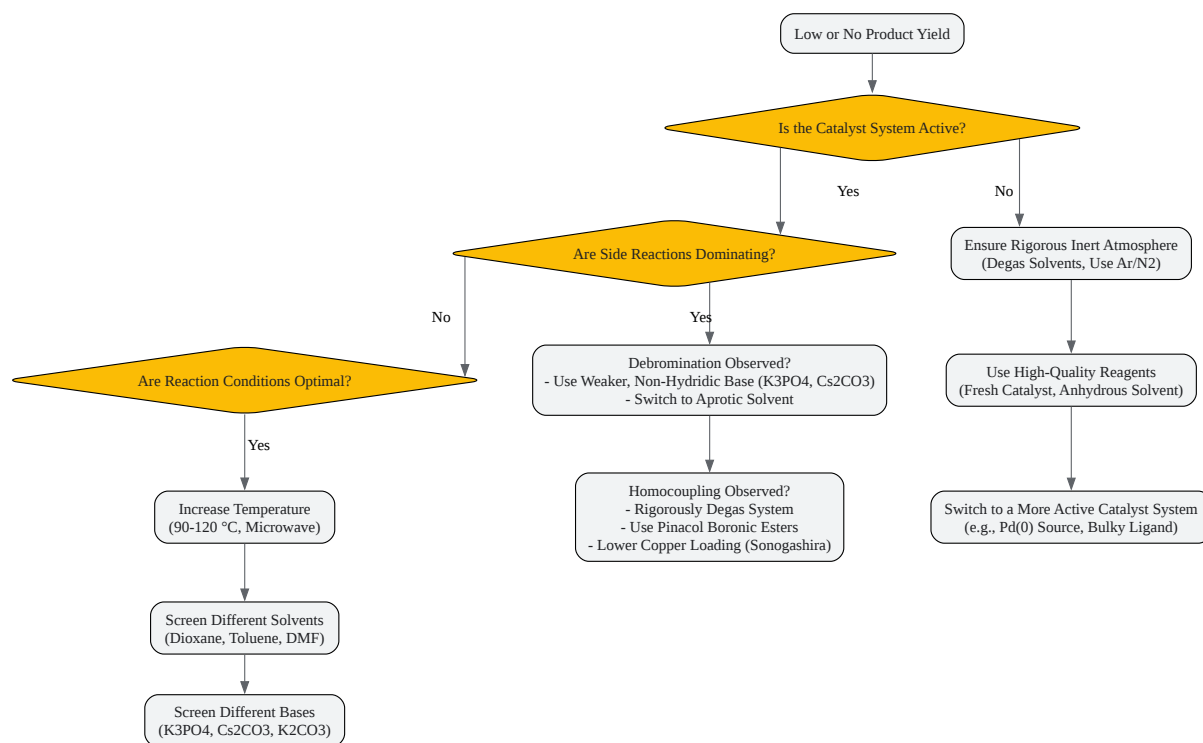 Low or No Product Yield
Is the Catalyst System Active?
Yes
No
Are Side Reactions Dominating?
Ensure Rigorous Inert Atmosphere
(Degas Solvents, Use Ar/N2)
No
Yes
Are Reaction Conditions Optimal?
Debromination Observed?
- Use Weaker, Non-Hydridic Base (K3PO4, Cs2CO3)
- Switch to Aprotic Solvent
Use High-Quality Reagents
(Fresh Catalyst, Anhydrous Solvent)
Yes
Increase Temperature
(90-120 °C, Microwave)
Homocoupling Observed?
- Rigorously Degas System
- Use Pinacol Boronic Esters
- Lower Copper Loading (Sonogashira)
Switch to a More Active Catalyst System
(e.g., Pd(0) Source, Bulky Ligand)
Screen Different Solvents
(Dioxane, Toluene, DMF)
Screen Different Bases
(K3PO4, Cs2CO3, K2CO3)